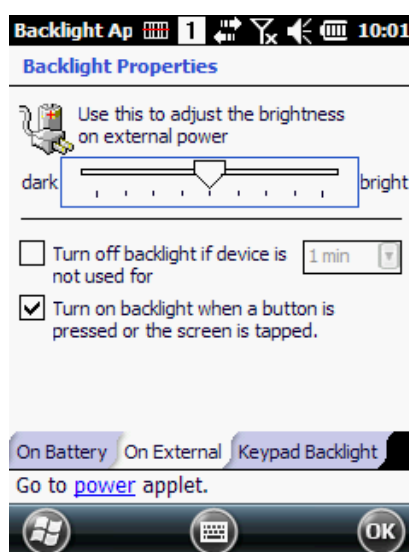 Backlight Ap 1 10:01
Backlight Properties
Use this to adjust the brightness
on external power
dark bright
Turn off backlight if device is 1 min
not used for
Turn on backlight when a button is
pressed or the screen is tapped.
On Battery On External Keypad Backlight
Go to power applet.
OK